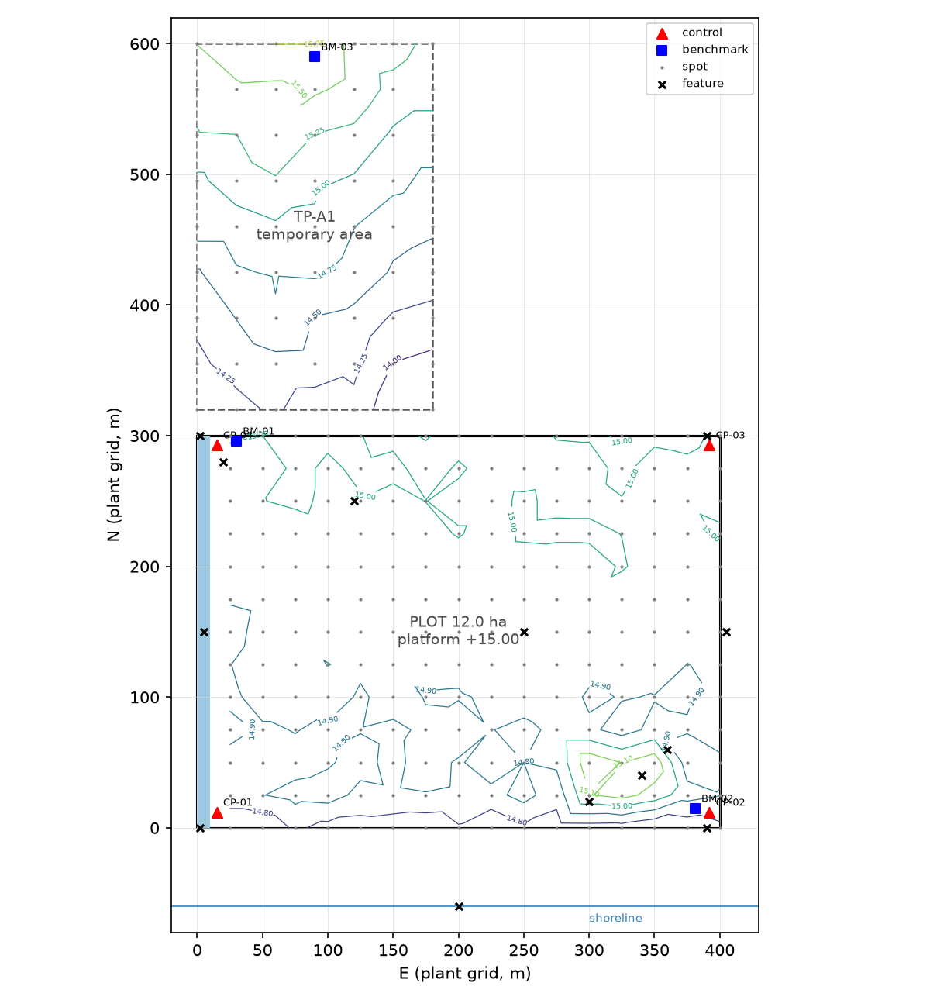 control
benchmark
spot
feature
600
15.75
BM-03
15.50
15.25
500
15.00
TP-A1
temporary area
14.75
400
14.50
14.25
14.25
14.00
300
BM-01
CP-03
15.00
15.00
15.00
15.00
15.00
200
PLOT 12.0 ha
platform +15.00
14.90
14.90
100
14.90
14.90
14.90
14.90
14.90
15.10
15.10
15.00
CP-01
BM-02
CP-02
14.80
14.80
0
shoreline
0
50
100
150
200
250
300
350
400
E (plant grid, m)
N (plant grid, m)